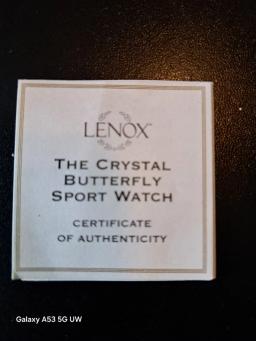 LENOX
THE CRYSTAL
BUTTERFLY
SPORT WATCH
CERTIFICATE
OF AUTHENTICITY
Galaxy A53 5G UW